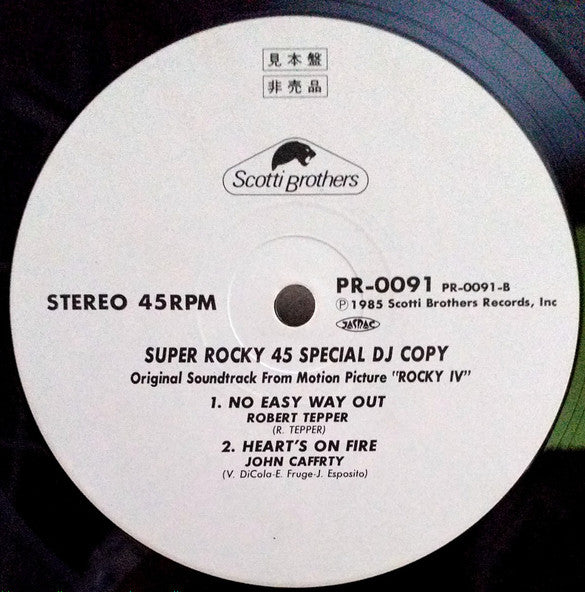 見本盤
非売品
Scotti Brothers
STEREO 45RPM
PR-0091 PR-0091-B
Ⓟ1985 Scotti Brothers Records, Inc
JASRAC
SUPER ROCKY 45 SPECIAL DJ COPY
Original Soundtrack From Motion Picture "ROCKY IV"
1. NO EASY WAY OUT
ROBERT TEPPER
(R. TEPPER)
2. HEART'S ON FIRE
JOHN CAFFRTY
(V. DiCola-E. Fruge-J. Esposito)